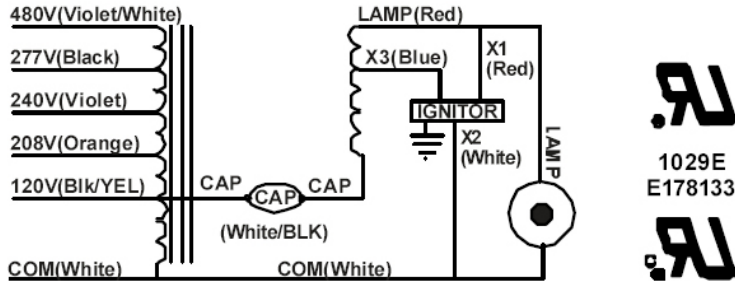 480V(Violet/White)
LAMP(Red)
277V(Black)
X3(Blue)
X1
(Red)
240V(Violet)
IGNITOR
208V(Orange)
X2
(White)
LAMP
120V(Blk/YEL)
CAP
CAP
CAP
(White/BLK)
COM(White)
COM(White)
1029E
E178133